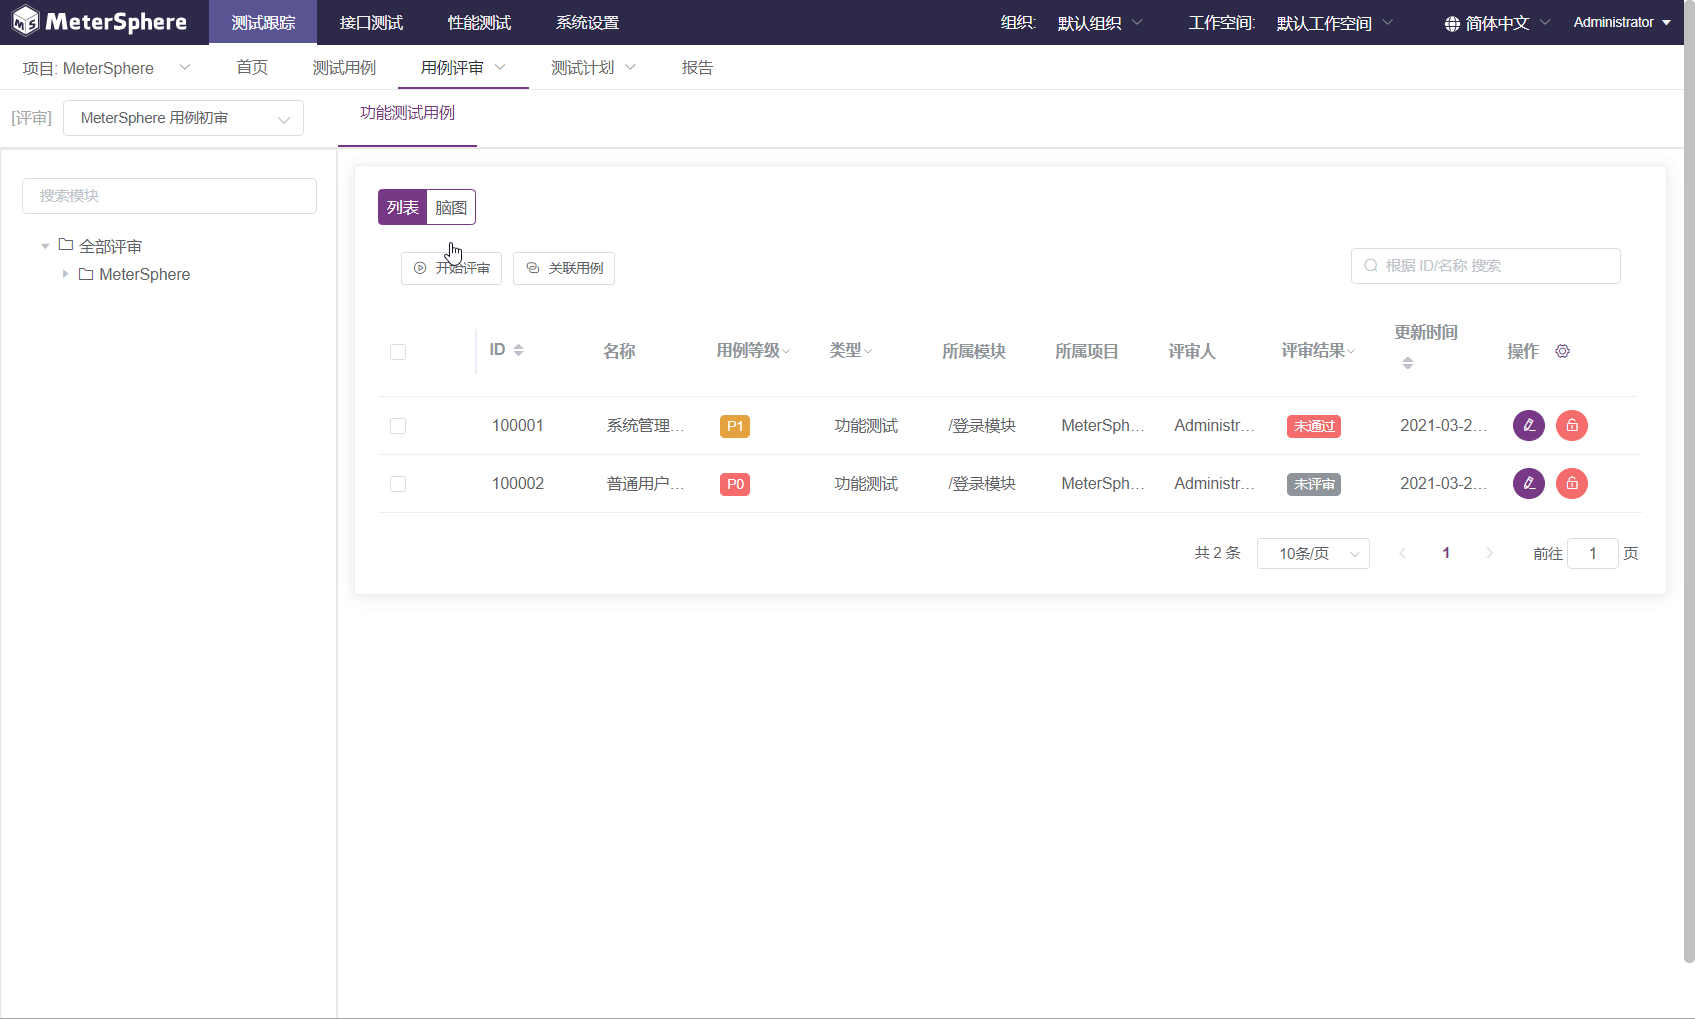 MeterSphere 测试跟踪 接口测试 性能测试 系统设置 组织: 默认组织 工作空间: 默认工作空间 简体中文 Administrator
项目: MeterSphere 首页 测试用例 用例评审 测试计划 报告
[评审] MeterSphere 用例初审 功能测试用例
搜索模块
全部评审
MeterSphere
列表 脑图
开始评审 关联用例 根据 ID/名称 搜索
ID 名称 用例等级 类型 所属模块 所属项目 评审人 评审结果 更新时间 操作
100001 系统管理... P1 功能测试 /登录模块 MeterSph... Administr... 未通过 2021-03-2...
100002 普通用户... P0 功能测试 /登录模块 MeterSph... Administr... 未评审 2021-03-2...
共 2 条 10条/页 1 前往 1 页